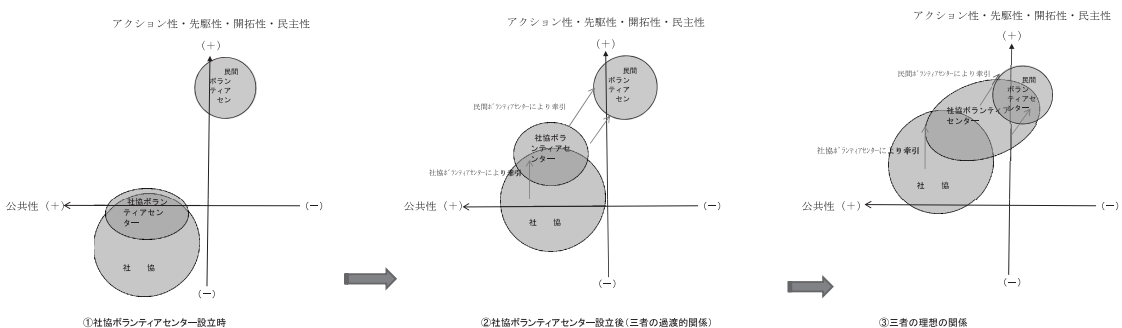 アクション性・先駆性・開拓性・民主性
(+)
民間
ボラン
ティア
セン
社協ボラン
ティアセン
ター
公共性 (+)
(−)
社 協
(−)
①社協ボランティアセンター設立時
アクション性・先駆性・開拓性・民主性
(+)
民間
ボラン
ティア
セン
民間ボランティアセンターにより牽引
社協ボラ
ンティアセ
ンター
社協ボランティアセンターにより牽引
公共性 (+)
(−)
社 協
(−)
②社協ボランティアセンター設立後(三者の過渡的関係)
アクション性・先駆性・開拓性・民主性
(+)
民間ボランティアセンターにより牽引
民間
ボラン
ティアセ
ンター
社協ボランティア
センター
社協ボランティアセンターにより牽引
社 協
公共性 (+)
(−)
(−)
③三者の理想の関係